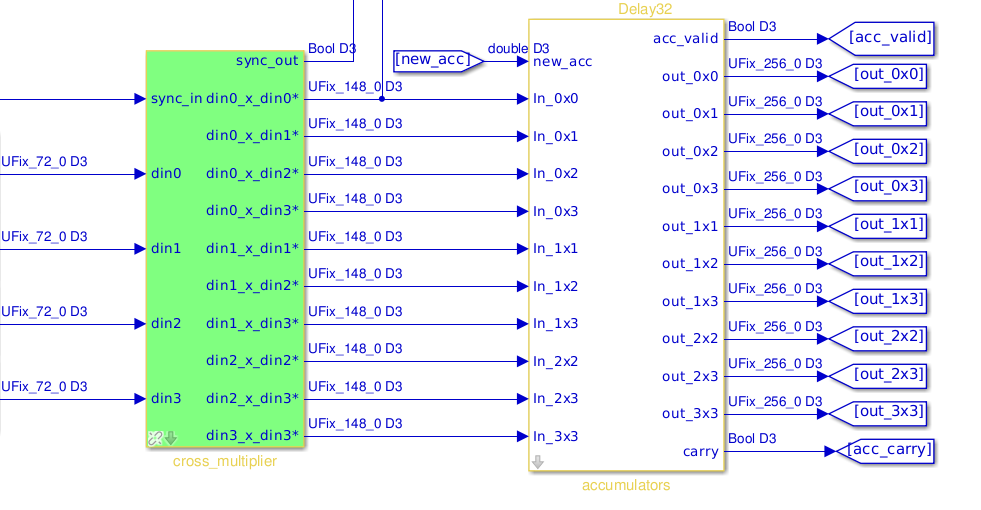 Delay32
Bool D3
sync_out
[new_acc]
double D3
new_acc
acc_valid
Bool D3
[acc_valid]
sync_in
din0_x_din0*
UFix_148_0 D3
In_0x0
out_0x0
UFix_256_0 D3
[out_0x0]
din0_x_din1*
UFix_148_0 D3
In_0x1
out_0x1
UFix_256_0 D3
[out_0x1]
UFix_72_0 D3
din0
din0_x_din2*
UFix_148_0 D3
In_0x2
out_0x2
UFix_256_0 D3
[out_0x2]
din0_x_din3*
UFix_148_0 D3
In_0x3
out_0x3
UFix_256_0 D3
[out_0x3]
UFix_72_0 D3
din1
din1_x_din1*
UFix_148_0 D3
In_1x1
out_1x1
UFix_256_0 D3
[out_1x1]
din1_x_din2*
UFix_148_0 D3
In_1x2
out_1x2
UFix_256_0 D3
[out_1x2]
UFix_72_0 D3
din2
din1_x_din3*
UFix_148_0 D3
In_1x3
out_1x3
UFix_256_0 D3
[out_1x3]
din2_x_din2*
UFix_148_0 D3
In_2x2
out_2x2
UFix_256_0 D3
[out_2x2]
UFix_72_0 D3
din3
din2_x_din3*
UFix_148_0 D3
In_2x3
out_2x3
UFix_256_0 D3
[out_2x3]
din3_x_din3*
UFix_148_0 D3
In_3x3
out_3x3
UFix_256_0 D3
[out_3x3]
carry
Bool D3
[acc_carry]
cross_multiplier
accumulators